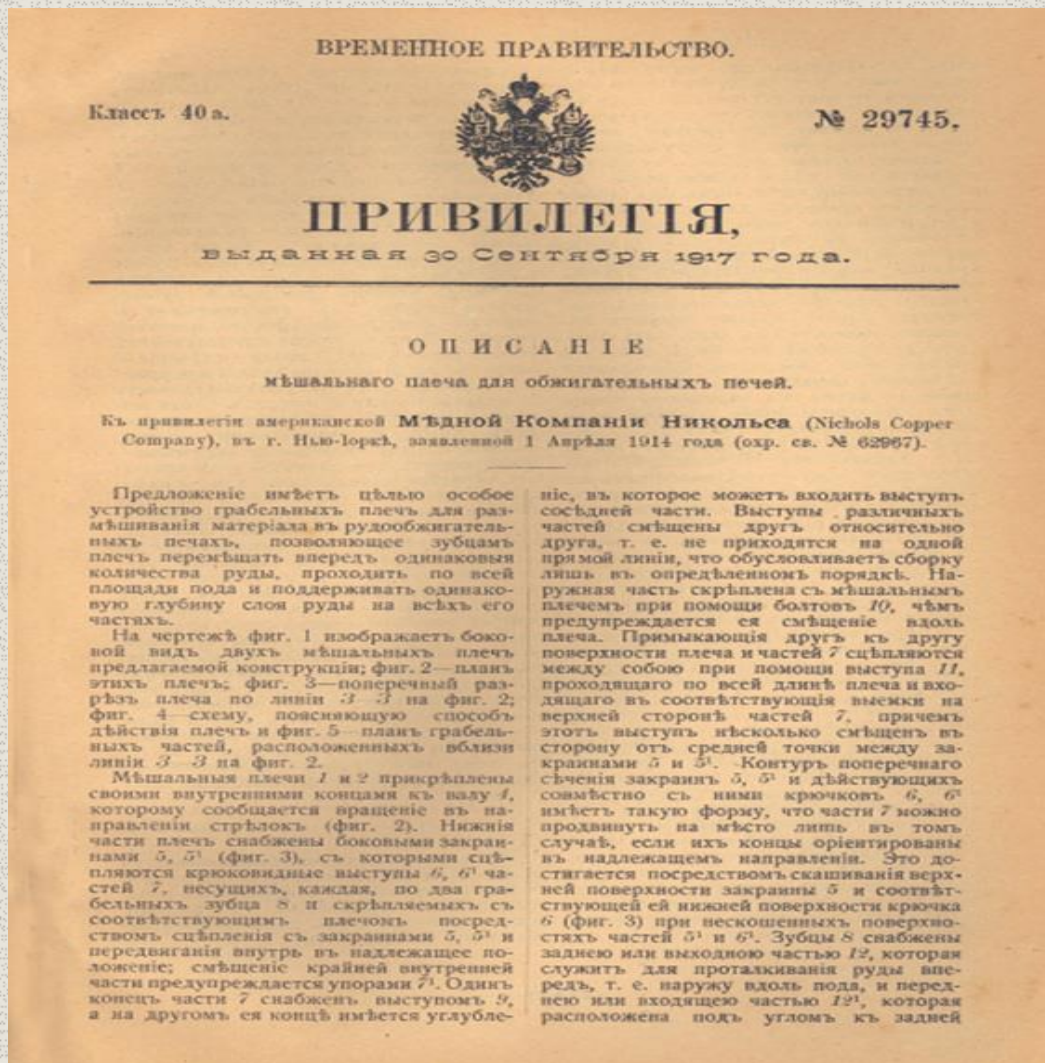 ВРЕМЕННОЕ ПРАВИТЕЛЬСТВО.
Классъ 40 а.
№ 29745.
ПРИВИЛЕГІЯ,
выданная 30 Сентября 1917 года.
ОПИСАНІЕ
мѣшальнаго плеча для обжигательныхъ печей.
Къ привилегіи американской Мѣдной Компаніи Никольса (Nichols Copper
Company), въ г. Нью-Іоркѣ, заявленной 1 Апрѣля 1914 года (охр. св. № 62967).
Предложеніе имѣетъ цѣлью особое
устройство грабельныхъ плечъ для раз-
мѣшиванія матеріала въ рудообжигатель-
ныхъ печахъ, позволяющее зубцамъ
плечъ перемѣщать впередъ одинаковыя
количества руды, проходить по всей
площади пода и поддерживать одинако-
вую глубину слоя руды на всѣхъ его
частяхъ.
На чертежѣ фиг. 1 изображаетъ боко-
вой видъ двухъ мѣшальныхъ плечъ
предлагаемой конструкціи; фиг. 2—планъ
этихъ плечъ; фиг. 3—поперечный раз-
рѣзъ плеча по линіи 3—3 на фиг. 2;
фиг. 4—схему, поясняющую способъ
дѣйствія плечъ и фиг. 5—планъ грабель-
ныхъ частей, расположенныхъ вблизи
линіи 3—3 на фиг. 2.
Мѣшальныя плечи 1 и 2 прикрѣплены
своими внутренними концами къ валу 4,
которому сообщается вращеніе въ на-
правленіи стрѣлокъ (фиг. 2). Нижнія
части плечъ снабжены боковыми закраи-
нами 5, 5¹ (фиг. 3), съ которыми сцѣ-
пляются крюковидные выступы 6, 6¹ ча-
стей 7, несущихъ, каждая, по два гра-
бельныхъ зубца 8 и скрѣпляемыхъ съ
соотвѣтствующимъ плечомъ посред-
ствомъ сцѣпленія съ закраинами 5, 5¹ и
передвиганія внутрь въ надлежащее по-
ложеніе; смѣщеніе крайней внутренней
части предупреждается упорами 7¹. Одинъ
конецъ части 7 снабженъ выступомъ 9,
а на другомъ ея концѣ имѣется углубле-
ніе, въ которое можетъ входить выступъ
сосѣдней части. Выступы различныхъ
частей смѣщены другъ относительно
друга, т. е. не приходятся на одной
прямой линіи, что обусловливаетъ сборку
лишь въ опредѣленномъ порядкѣ. На-
ружная часть скрѣплена съ мѣшальнымъ
плечемъ при помощи болтовъ 10, чѣмъ
предупреждается ея смѣщеніе вдоль
плеча. Примыкающія другъ къ другу
поверхности плеча и частей 7 сцѣпляются
между собою при помощи выступа 11,
проходящаго по всей длинѣ плеча и вхо-
дящаго въ соотвѣтствующія выемки на
верхней сторонѣ частей 7, причемъ
этотъ выступъ нѣсколько смѣщенъ въ
сторону отъ средней точки между за-
краинами 5 и 5¹. Контуръ поперечнаго
сѣченія закраинъ 5, 5¹ и дѣйствующихъ
совмѣстно съ ними крючковъ 6, 6¹
имѣетъ такую форму, что части 7 можно
продвинуть на мѣсто лишь въ томъ
случаѣ, если ихъ концы оріентированы
въ надлежащемъ направленіи. Это до-
стигается посредствомъ скашиванія верх-
ней поверхности закраины 5 и соотвѣт-
ствующей ей нижней поверхности крючка
6 (фиг. 3) при нескошенныхъ поверхно-
стяхъ частей 5¹ и 6¹. Зубцы 8 снабжены
заднею или выходною частью 12, которая
служитъ для проталкиванія руды впе-
редъ, т. е. наружу вдоль пода, и перед-
нею или входящею частью 12¹, которая
расположена подъ угломъ къ задней